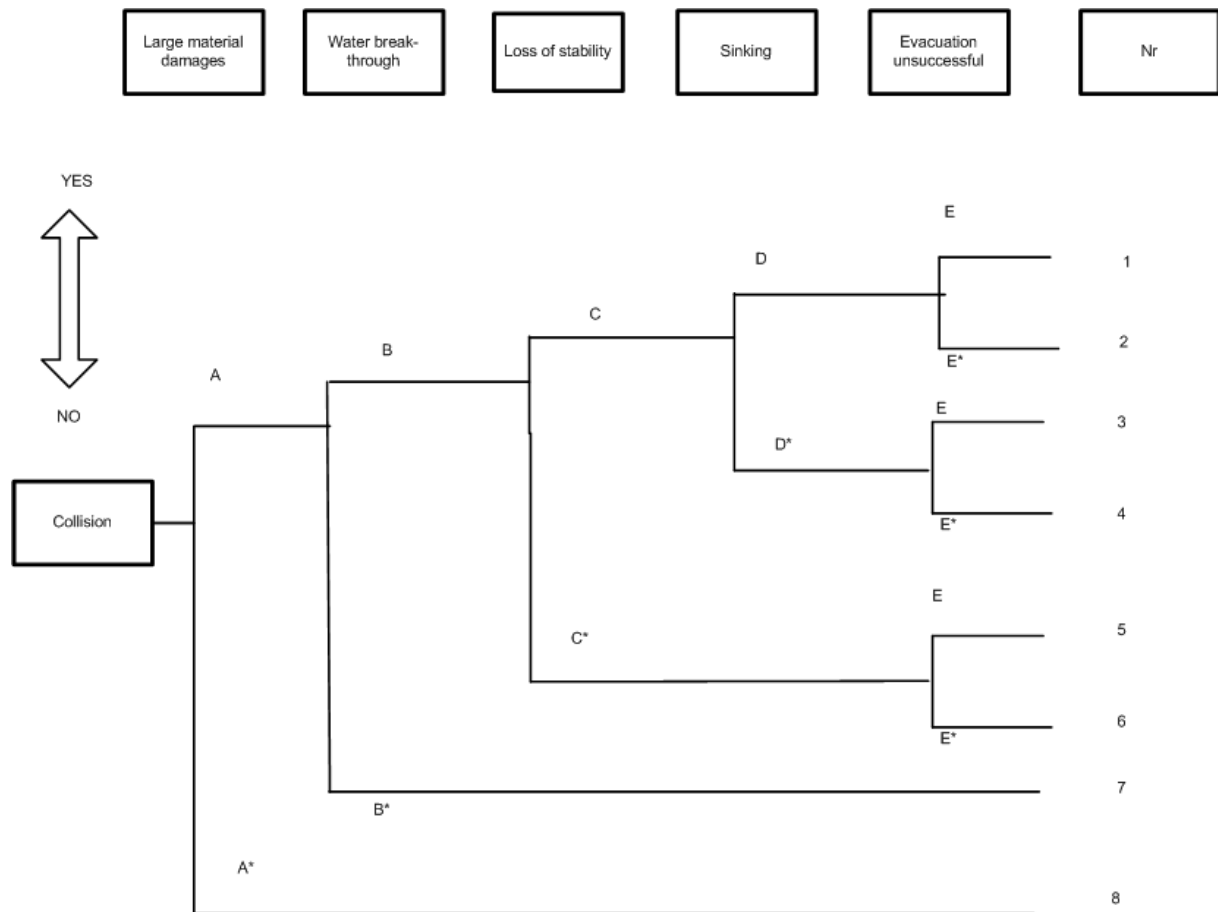 Large material
damages
Water break-
through
Loss of stability
Sinking
Evacuation
unsuccessful
Nr
YES
NO
Collision
A
B
C
D
E
1
E*
2
D*
E
3
E*
4
C*
E
5
E*
6
B*
7
A*
8